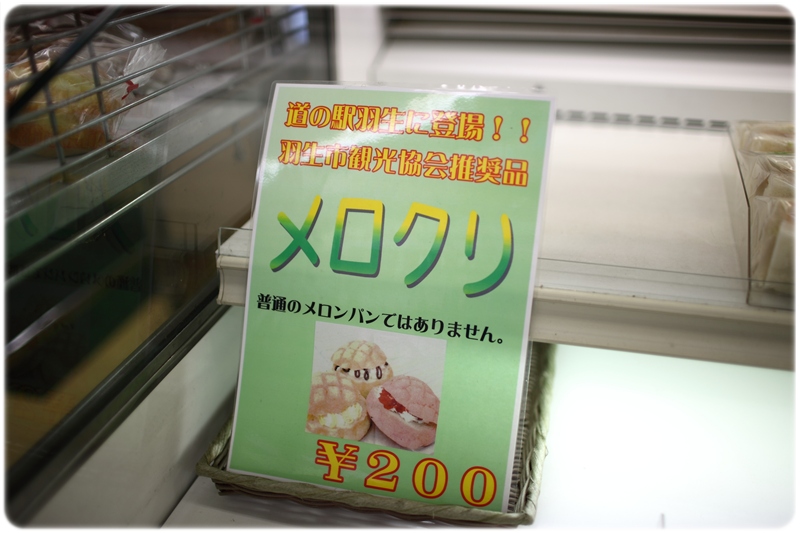 道の駅羽生に登場！！
羽生市観光協会推奨品
メロクリ
普通のメロンパンではありません。
￥200